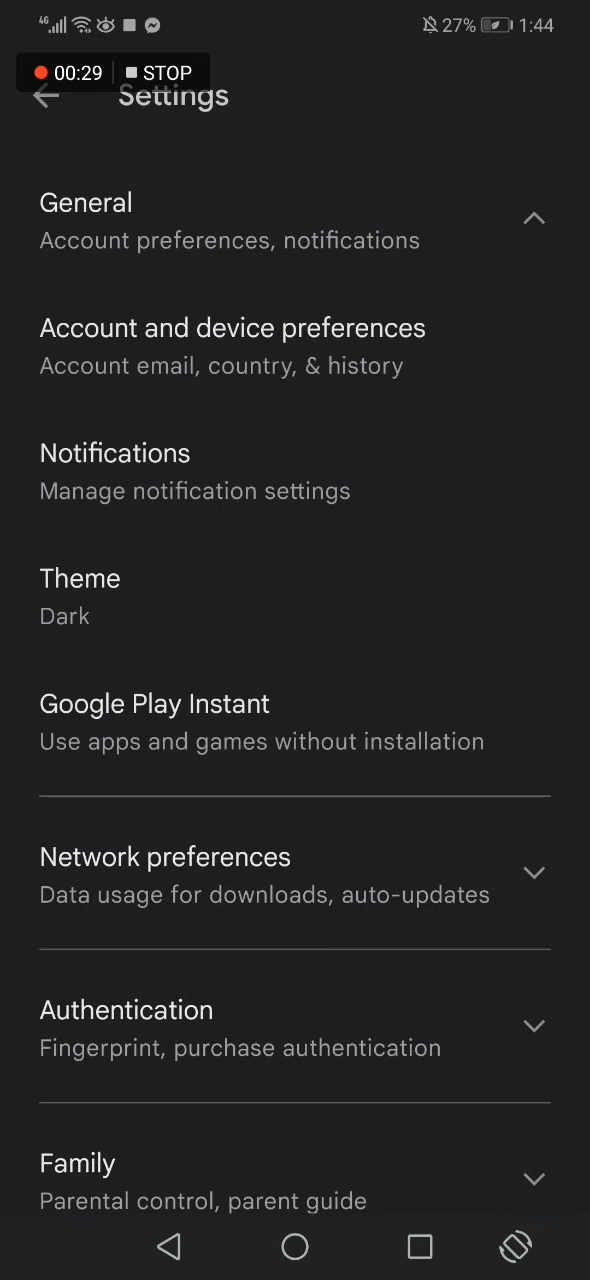 4G 27% 1:44
00:29 STOP
Settings
General
Account preferences, notifications
Account and device preferences
Account email, country, & history
Notifications
Manage notification settings
Theme
Dark
Google Play Instant
Use apps and games without installation
Network preferences
Data usage for downloads, auto-updates
Authentication
Fingerprint, purchase authentication
Family
Parental control, parent guide